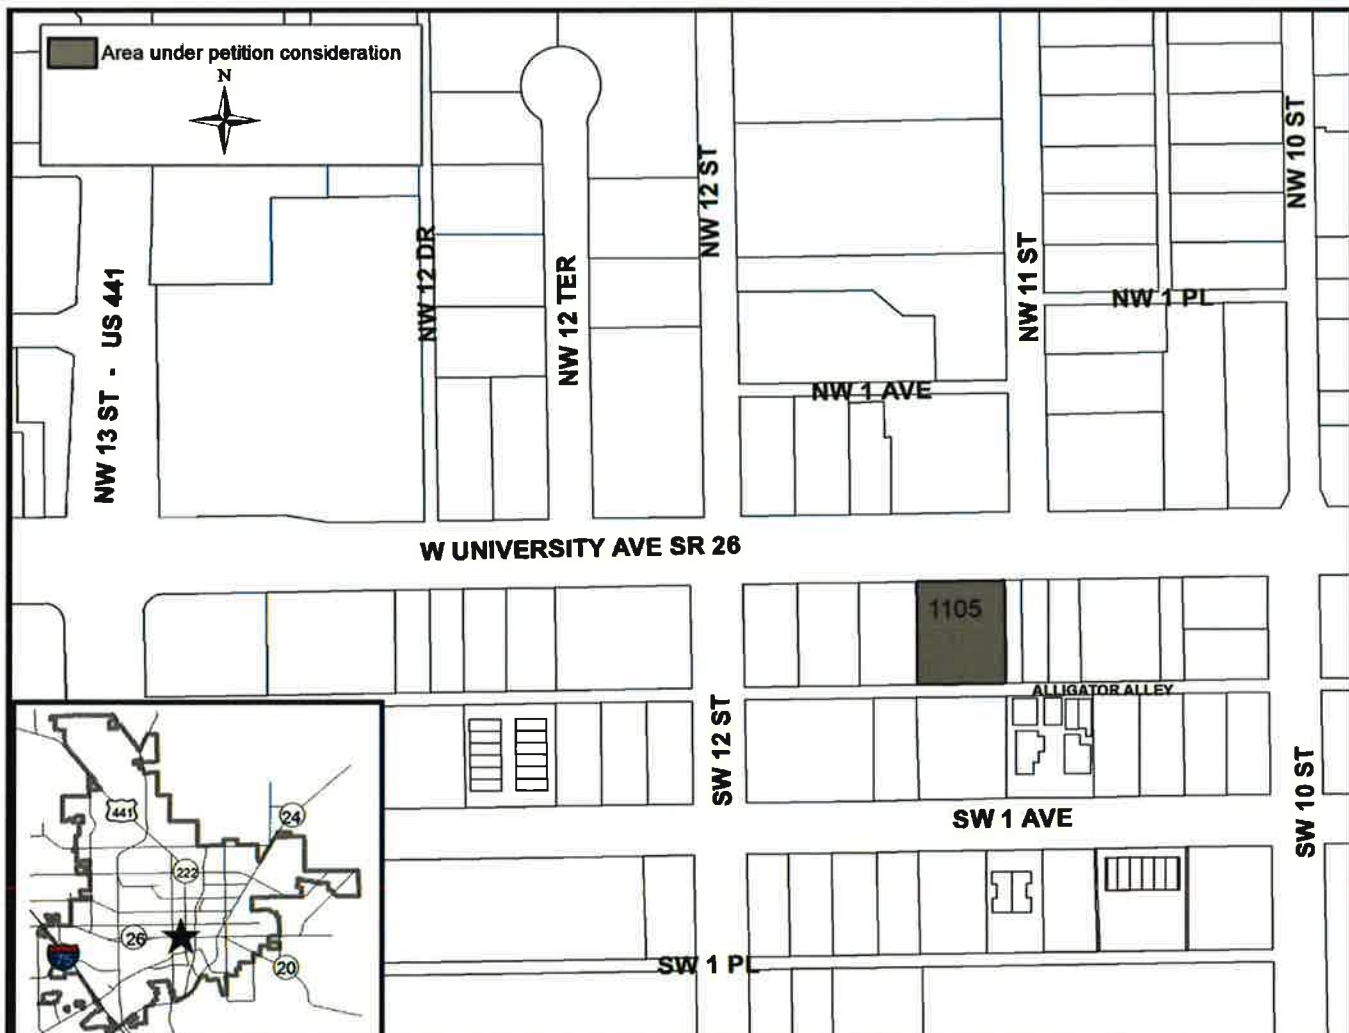 Area under petition consideration
N
NW 13 ST - US 441
NW 12 DR
NW 12 TER
NW 12 ST
NW 11 ST
NW 10 ST
NW 1 PL
NW 1 AVE
W UNIVERSITY AVE SR 26
1105
ALLIGATOR ALLEY
SW 12 ST
SW 10 ST
SW 1 AVE
SW 1 PL
441
24
222
26
20